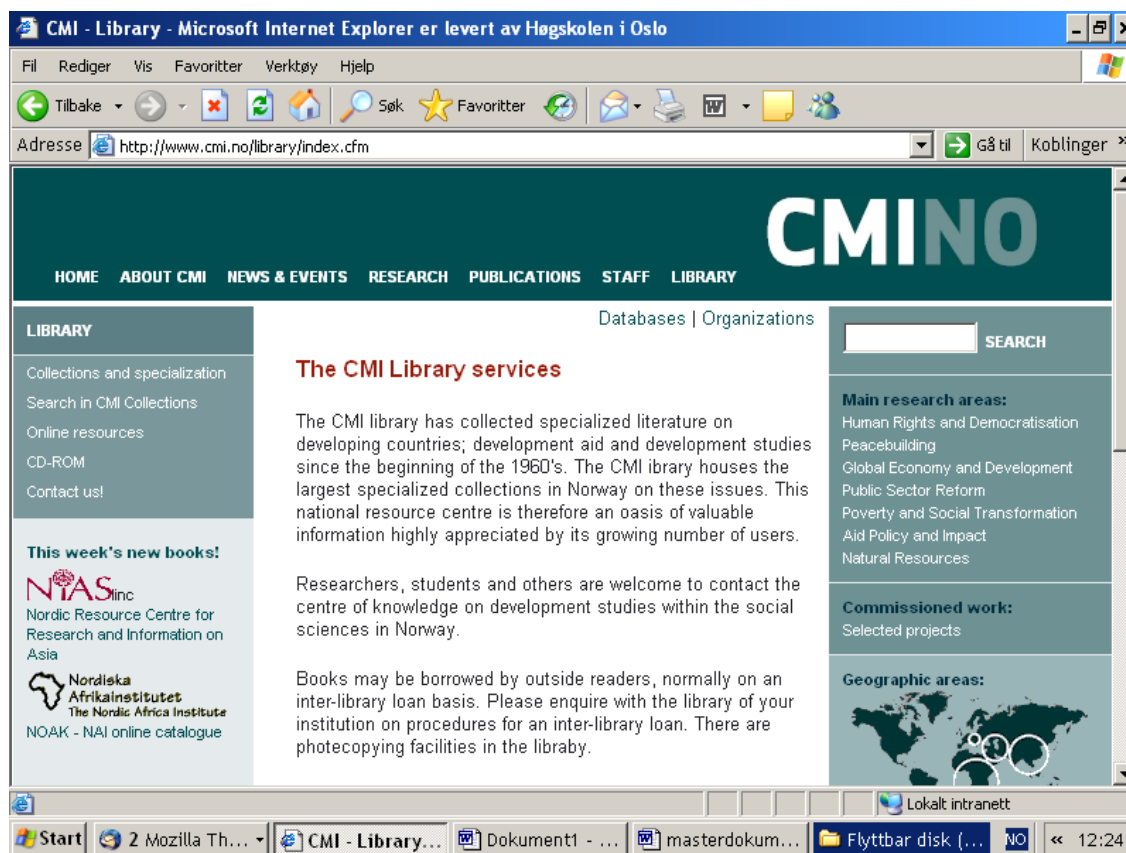 CMI - Library - Microsoft Internet Explorer er levert av Høgskolen i Oslo
Fil Rediger Vis Favoritter Verktøy Hjelp
Tilbake Søk Favoritter
Adresse http://www.cmi.no/library/index.cfm Gå til Koblinger »
CMINO
HOME ABOUT CMI NEWS & EVENTS RESEARCH PUBLICATIONS STAFF LIBRARY
LIBRARY
Collections and specialization
Search in CMI Collections
Online resources
CD-ROM
Contact us!
This week's new books!
NIAS inc
Nordic Resource Centre for
Research and Information on
Asia
Nordiska
Afrikainstitutet
The Nordic Africa Institute
NOAK - NAI online catalogue
Databases | Organizations
The CMI Library services
The CMI library has collected specialized literature on
developing countries; development aid and development studies
since the beginning of the 1960's. The CMI ibrary houses the
largest specialized collections in Norway on these issues. This
national resource centre is therefore an oasis of valuable
information highly appreciated by its growing number of users.
Researchers, students and others are welcome to contact the
centre of knowledge on development studies within the social
sciences in Norway.
Books may be borrowed by outside readers, normally on an
inter-library loan basis. Please enquire with the library of your
institution on procedures for an inter-library loan. There are
photecopying facilities in the libraby.
SEARCH
Main research areas:
Human Rights and Democratisation
Peacebuilding
Global Economy and Development
Public Sector Reform
Poverty and Social Transformation
Aid Policy and Impact
Natural Resources
Commissioned work:
Selected projects
Geographic areas:
Lokalt intranett
Start 2 Mozilla Th... CMI - Library... Dokument1 - ... masterdokum... Flyttbar disk (... NO « 12:24